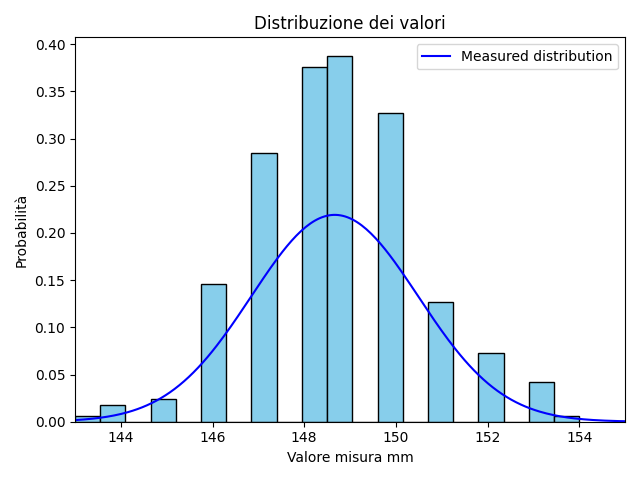 Distribuzione dei valori
Measured distribution
Probabilità
0.40
0.35
0.30
0.25
0.20
0.15
0.10
0.05
0.00
144 146 148 150 152 154
Valore misura mm